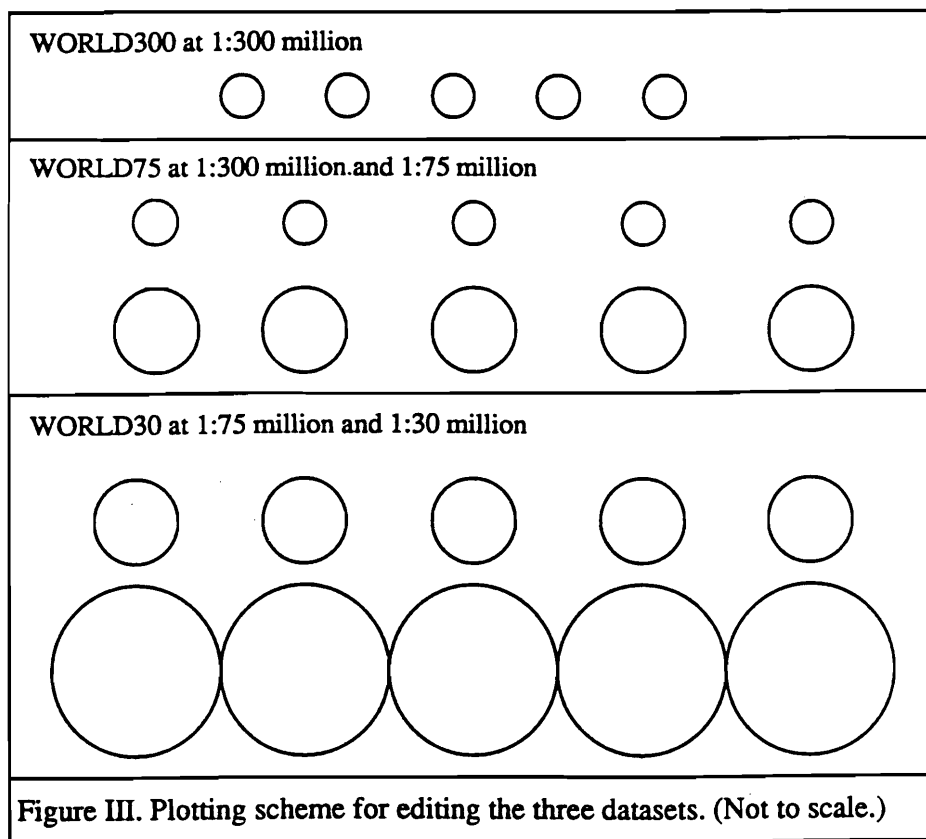 WORLD300 at 1:300 million
WORLD75 at 1:300 million.and 1:75 million
WORLD30 at 1:75 million and 1:30 million
Figure III. Plotting scheme for editing the three datasets. (Not to scale.)